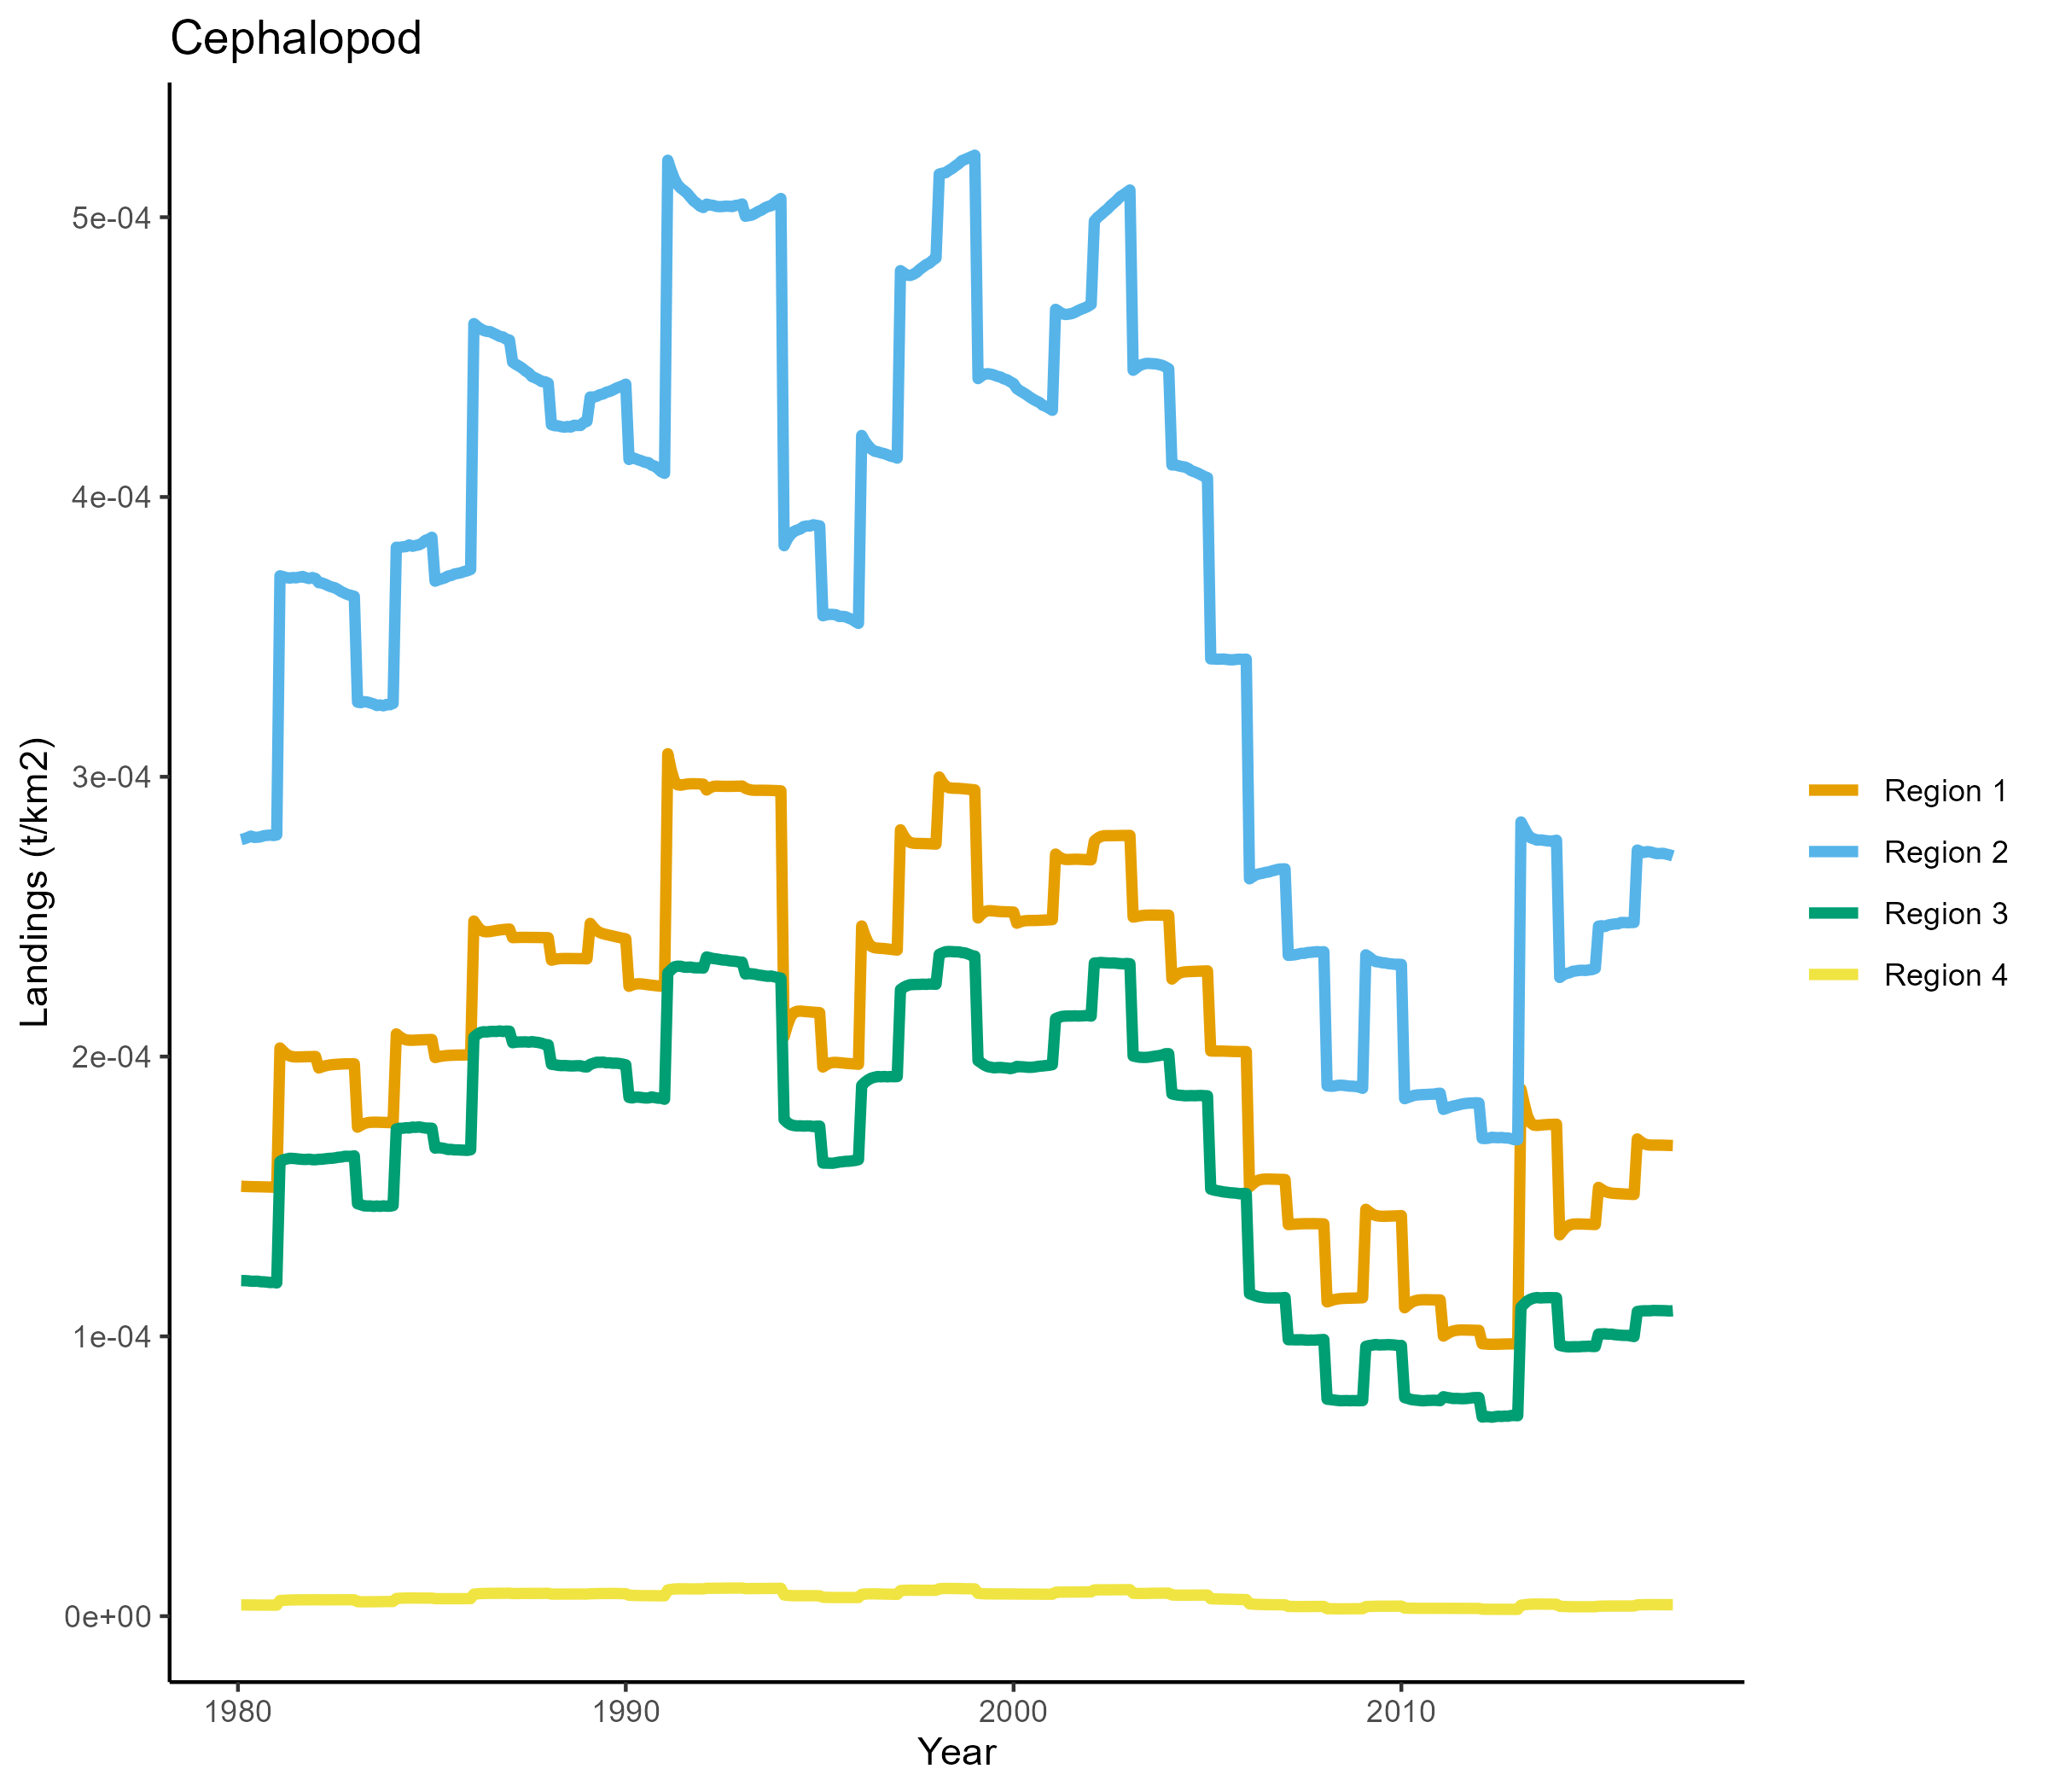 Cephalopod
Landings (t/km2)
5e-04
4e-04
3e-04
2e-04
1e-04
0e+00
1980
1990
2000
2010
Year
Region 1
Region 2
Region 3
Region 4